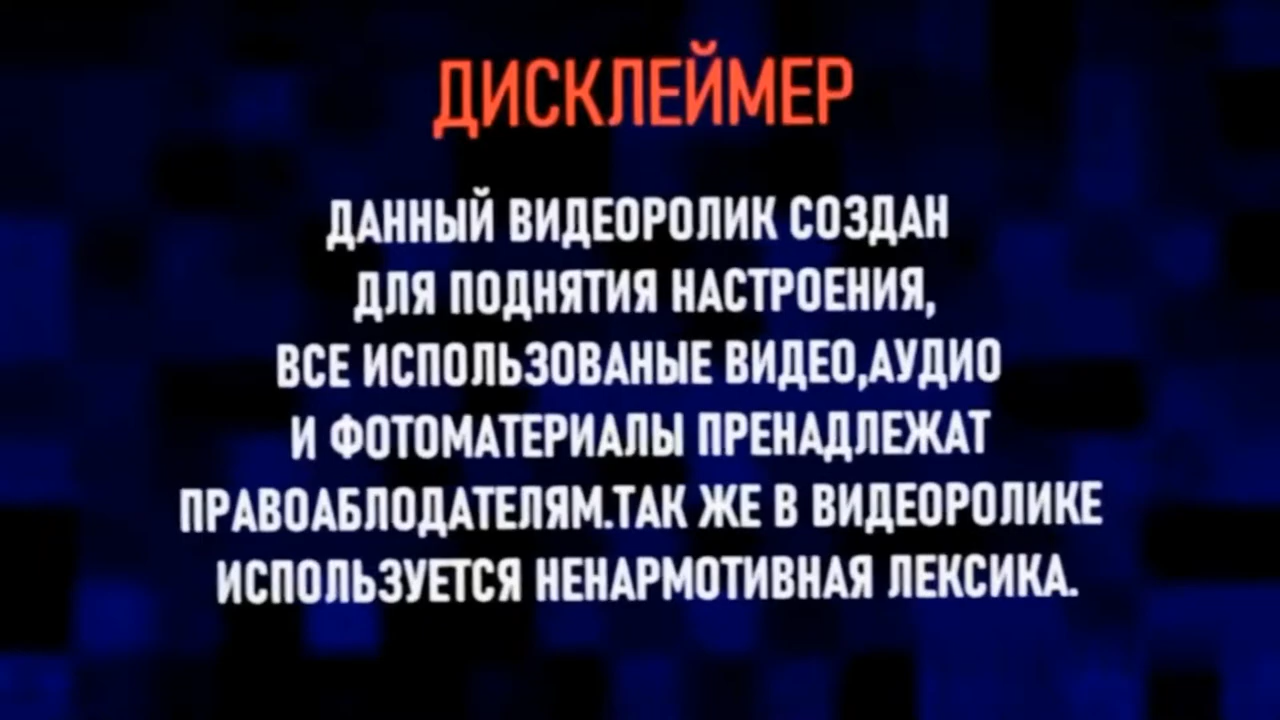 ДИСКЛЕЙМЕР
ДАННЫЙ ВИДЕОРОЛИК СОЗДАН
ДЛЯ ПОДНЯТИЯ НАСТРОЕНИЯ,
ВСЕ ИСПОЛЬЗОВАНЫЕ ВИДЕО,АУДИО
И ФОТОМАТЕРИАЛЫ ПРЕНАДЛЕЖАТ
ПРАВОАБЛОДАТЕЛЯМ.ТАК ЖЕ В ВИДЕОРОЛИКЕ
ИСПОЛЬЗУЕТСЯ НЕНАРМОТИВНАЯ ЛЕКСИКА.